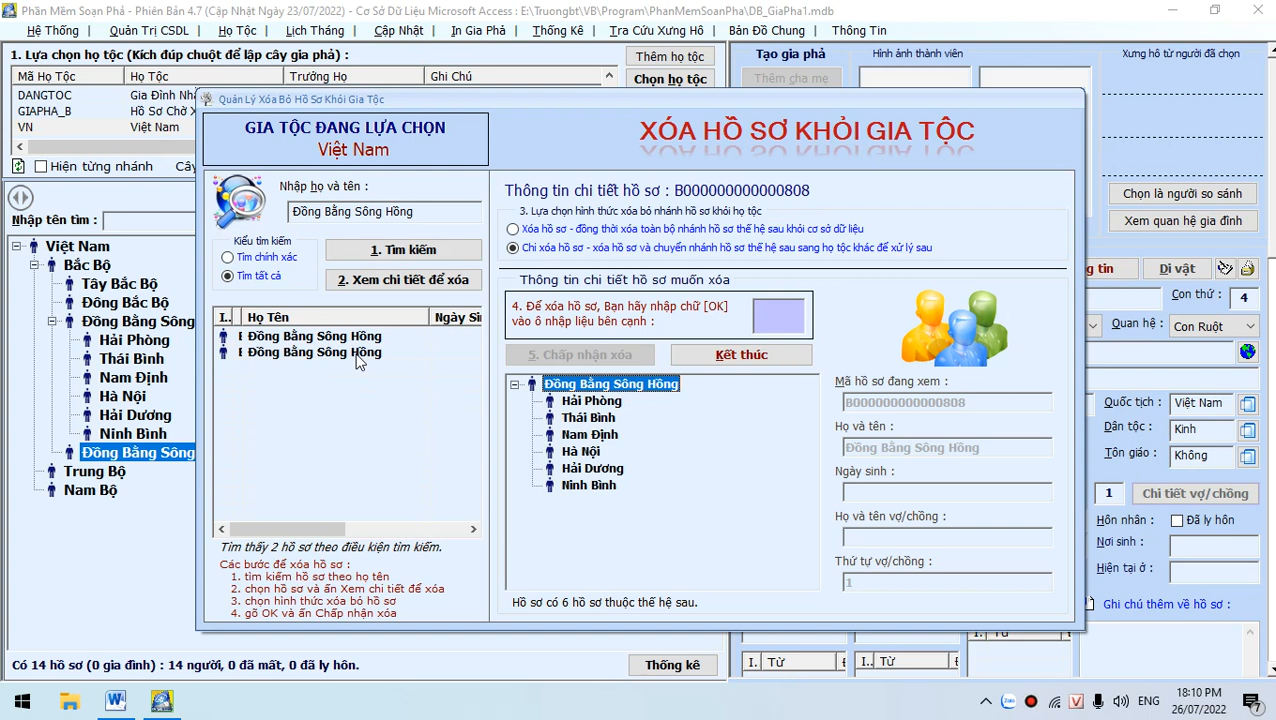 Phần Mềm Soạn Phả - Phiên Bản 4.7 (Cập Nhật Ngày 23/07/2022) - Cơ Sở Dữ Liệu Microsoft Access : E:\Truongbt\VB\Program\PhanMemSoanPha\DB_GiaPha1.mdb
Hệ Thống Quản Trị CSDL Họ Tộc Lịch Tháng Cập Nhật In Gia Phả Thống Kê Tra Cứu Xưng Hô Bản Đồ Chung Thông Tin
1. Lựa chọn họ tộc (Kích đúp chuột để lập cây gia phả) :
Thêm họ tộc
Mã Họ Tộc Họ Tộc Trưởng Họ Ghi Chú
Chọn họ tộc
DANGTOC Gia Đình Nh
GIAPHA_B Hồ Sơ Chờ X
VN Việt Nam
Hiện từng nhánh Cây
Nhập tên tìm :
Việt Nam
Bắc Bộ
Tây Bắc Bộ
Đông Bắc Bộ
Đồng Bằng Sông
Hải Phòng
Thái Bình
Nam Định
Hà Nội
Hải Dương
Ninh Bình
Đồng Bằng Sông
Trung Bộ
Nam Bộ
Có 14 hồ sơ (0 gia đình) : 14 người, 0 đã mất, 0 đã ly hôn.
Thống kê
Quản Lý Xóa Bỏ Hồ Sơ Khỏi Gia Tộc
GIA TỘC ĐANG LỰA CHỌN
Việt Nam
XÓA HỒ SƠ KHỎI GIA TỘC
Nhập họ và tên :
Đồng Bằng Sông Hồng
Kiểu tìm kiếm
Tìm chính xác
Tìm tất cả
1. Tìm kiếm
2. Xem chi tiết để xóa
I.. Họ Tên Ngày Si
Đồng Bằng Sông Hồng
Đồng Bằng Sông Hồng
Tìm thấy 2 hồ sơ theo điều kiện tìm kiếm.
Các bước để xóa hồ sơ :
1. tìm kiếm hồ sơ theo họ tên
2. chọn hồ sơ và ấn Xem chi tiết để xóa
3. chọn hình thức xóa bỏ hồ sơ
4. gõ OK và ấn Chấp nhận xóa
Thông tin chi tiết hồ sơ : B000000000000808
3. Lựa chọn hình thức xóa bỏ nhánh hồ sơ khỏi họ tộc
Xóa hồ sơ - đồng thời xóa toàn bộ nhánh hồ sơ thế hệ sau khỏi cơ sở dữ liệu
Chỉ xóa hồ sơ - xóa hồ sơ và chuyển nhánh hồ sơ thế hệ sau sang họ tộc khác để xử lý sau
Thông tin chi tiết hồ sơ muốn xóa
4. Để xóa hồ sơ, Bạn hãy nhập chữ [OK]
vào ô nhập liệu bên cạnh :
5. Chấp nhận xóa
Kết thúc
Đồng Bằng Sông Hồng
Hải Phòng
Thái Bình
Nam Định
Hà Nội
Hải Dương
Ninh Bình
Hồ sơ có 6 hồ sơ thuộc thế hệ sau.
Mã hồ sơ đang xem :
B000000000000808
Họ và tên :
Đồng Bằng Sông Hồng
Ngày sinh :
Họ và tên vợ/chồng :
Thứ tự vợ/chồng :
1
Tạo gia phả
Thêm cha mẹ
Hình ảnh thành viên
Xưng hô từ người đã chọn
Chọn là người so sánh
Xem quan hệ gia đình
ng tin
Di vật
Con thứ : 4
Quan hệ : Con Ruột
Quốc tịch : Việt Nam
Dân tộc : Kinh
Tôn giáo : Không
1 Chi tiết vợ/chồng
Hôn nhân : Đã ly hôn
Nơi sinh :
Hiện tại ở :
Ghi chú thêm về hồ sơ :
I. Từ
I.. Từ
I. Từ
ENG
18:10 PM
26/07/2022
7